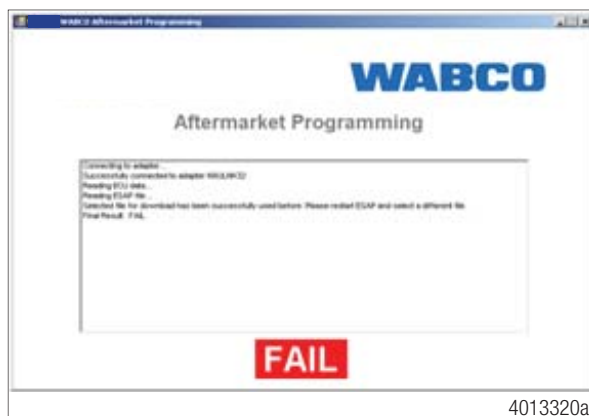 WABCO Aftermarket Programming
WABCO
Aftermarket Programming
Connecting to adapter...
Successfully connected to adapter
Reading ECU data...
Reading ESAP file...
Selected file for download has been successfully used before. Please restart ESAP and select a different file
Final Result: FAIL
FAIL
4013320a